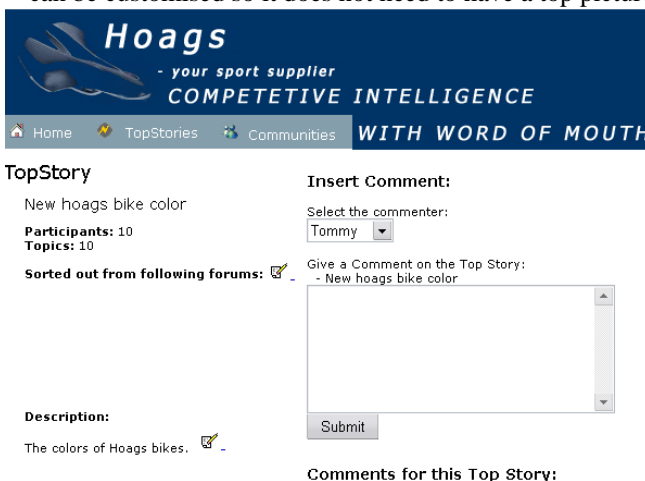 can be customised so it does not need to have a top pictur
Hoags
- your sport supplier
COMPETETIVE INTELLIGENCE
Home TopStories Communities WITH WORD OF MOUTH
TopStory
New hoags bike color
Participants: 10
Topics: 10
Sorted out from following forums:
Description:
The colors of Hoags bikes.
Insert Comment:
Select the commenter:
Tommy
Give a Comment on the Top Story:
- New hoags bike color
Submit
Comments for this Top Story: